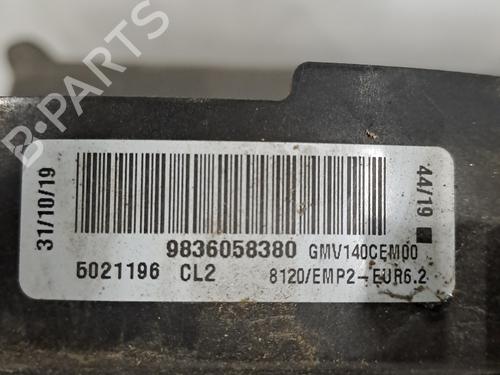 B-PARTS
31/10/19
44/19
9836058380 GMV140CEM00
5021196 CL2 8120/EMP2-EUR6.2